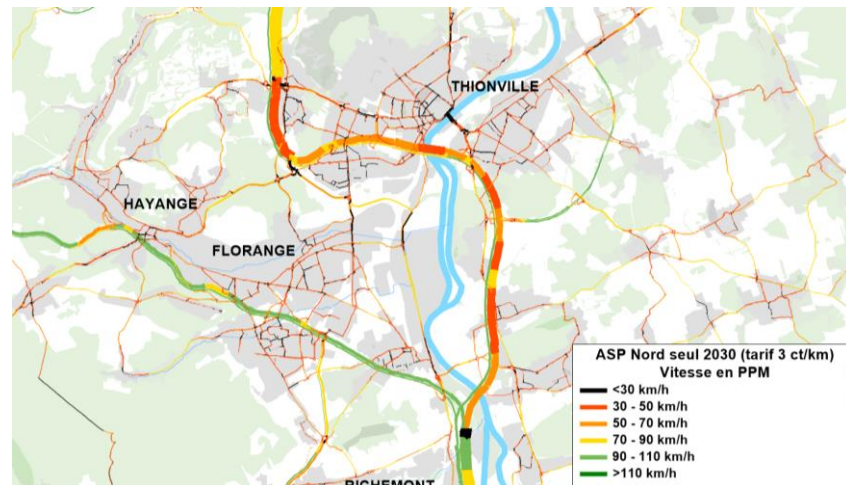 THIONVILLE
HAYANGE
FLORANGE
RICHEMONT
ASP Nord seul 2030 (tarif 3 ct/km)
Vitesse en PPM
<30 km/h
30 - 50 km/h
50 - 70 km/h
70 - 90 km/h
90 - 110 km/h
>110 km/h